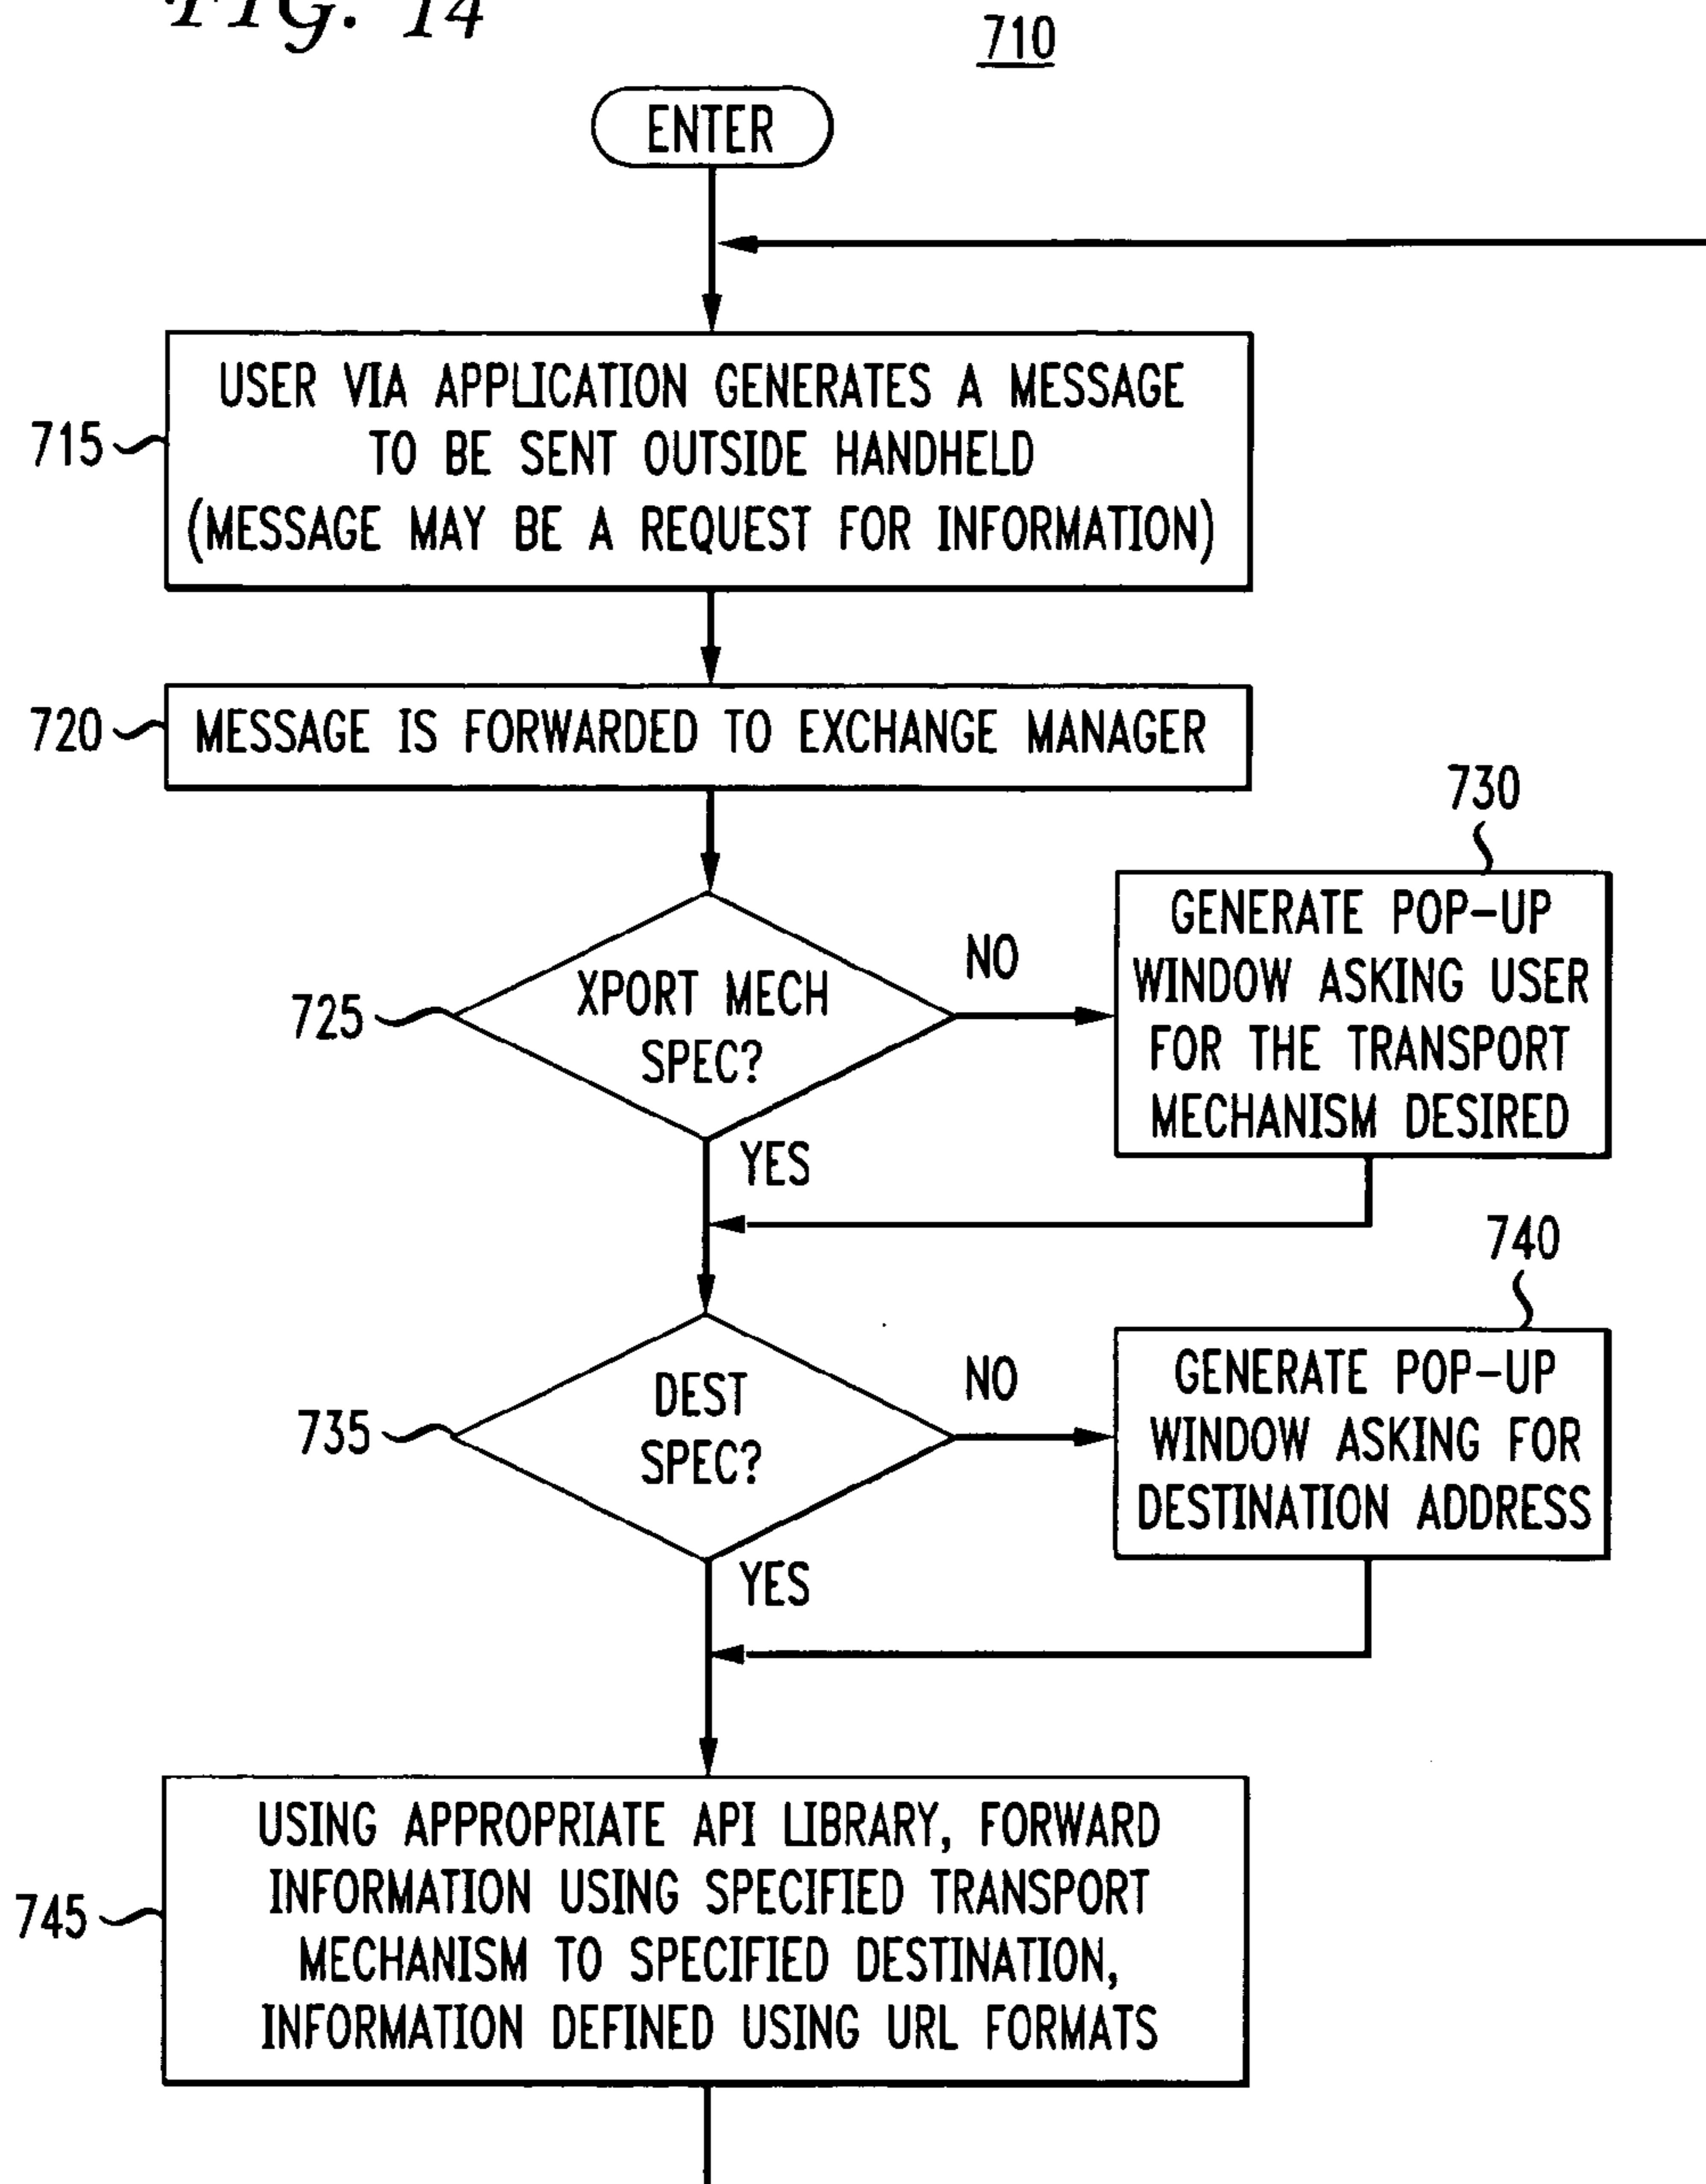 FIG. 14
710
ENTER
715
USER VIA APPLICATION GENERATES A MESSAGE
TO BE SENT OUTSIDE HANDHELD
(MESSAGE MAY BE A REQUEST FOR INFORMATION)
720
MESSAGE IS FORWARDED TO EXCHANGE MANAGER
725
XPORT MECH
SPEC?
NO
YES
730
GENERATE POP-UP
WINDOW ASKING USER
FOR THE TRANSPORT
MECHANISM DESIRED
735
DEST
SPEC?
NO
YES
740
GENERATE POP-UP
WINDOW ASKING FOR
DESTINATION ADDRESS
745
USING APPROPRIATE API LIBRARY, FORWARD
INFORMATION USING SPECIFIED TRANSPORT
MECHANISM TO SPECIFIED DESTINATION,
INFORMATION DEFINED USING URL FORMATS